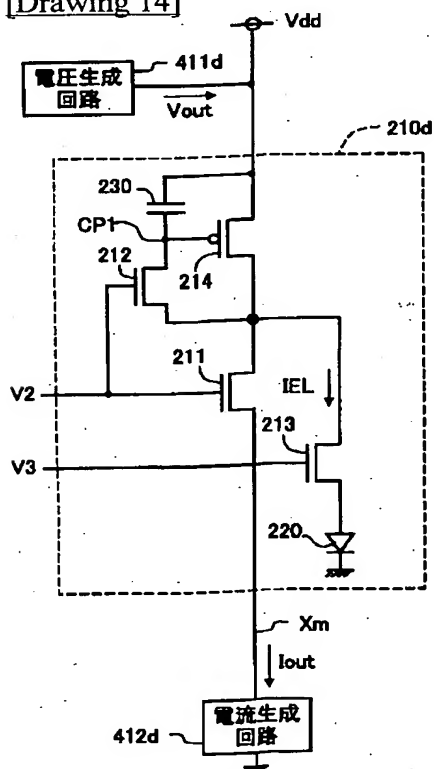 [Drawing 14]
Vdd
電圧生成
回路
411d
Vout
210d
230
CP1
212
214
211
IEL
V2
213
V3
220
Xm
Iout
電流生成
回路
412d